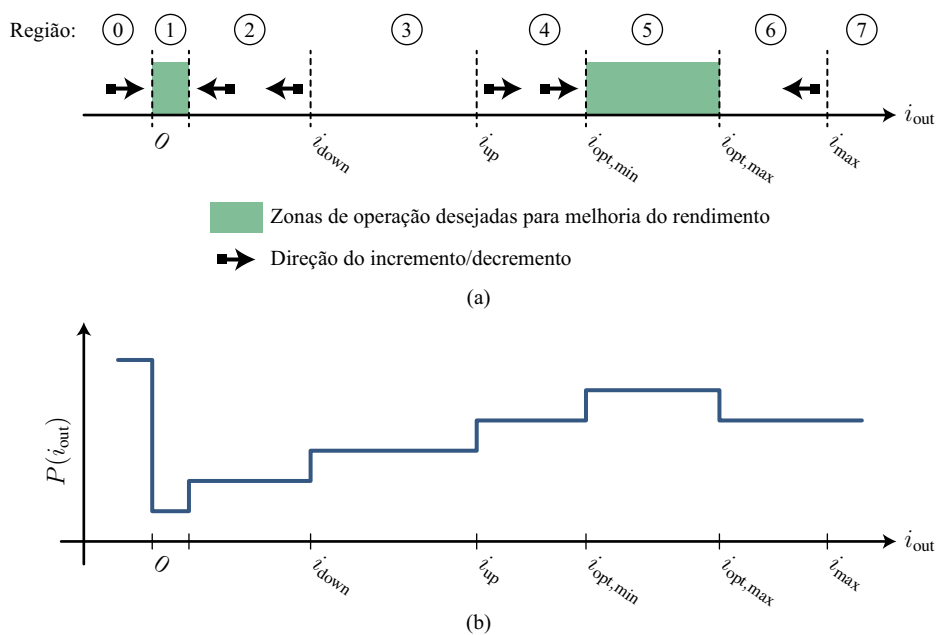 Região: 0 1 2 3 4 5 6 7
i_out
0 i_down i_up i_opt,min i_opt,max i_max
Zonas de operação desejadas para melhoria do rendimento
Direção do incremento/decremento
(a)
P(i_out)
i_out
0 i_down i_up i_opt,min i_opt,max i_max
(b)